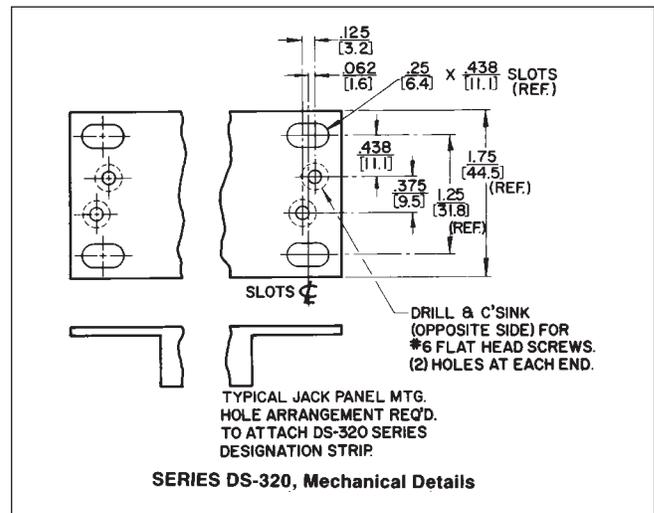 .125
[3.2]
.062
[1.6]
.25
[6.4]
X
.438
[11.1]
SLOTS
(REF.)
.438
[11.1]
1.75
[44.5]
(REF.)
.375
[9.5]
1.25
[31.8]
(REF.)
SLOTS ℄
DRILL & C'SINK
(OPPOSITE SIDE) FOR
#6 FLAT HEAD SCREWS.
(2) HOLES AT EACH END.
TYPICAL JACK PANEL MTG.
HOLE ARRANGEMENT REQ'D.
TO ATTACH DS-320 SERIES
DESIGNATION STRIP.
SERIES DS-320, Mechanical Details